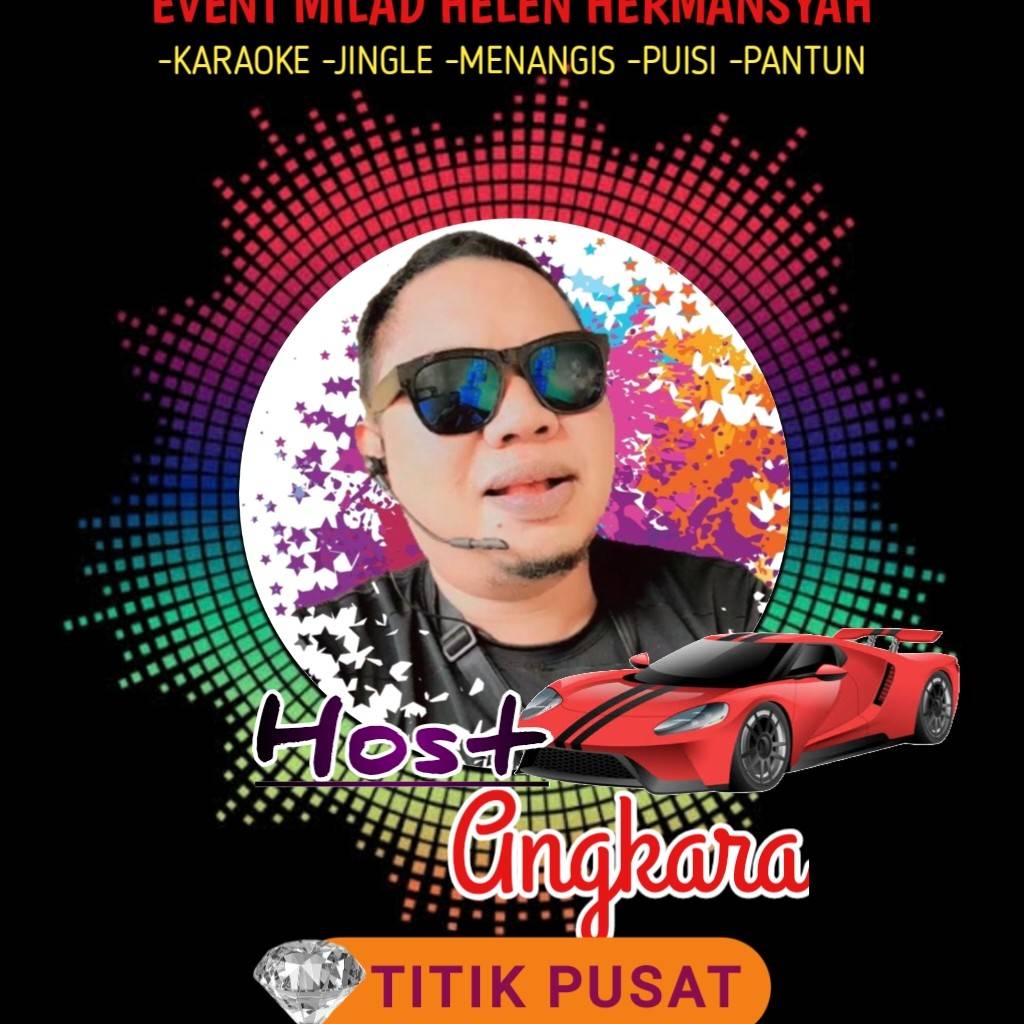 EVENT MILAD HELEN HERMANSYAH
-KARAOKE -JINGLE -MENANGIS -PUISI -PANTUN
Host
Angkara
TITIK PUSAT